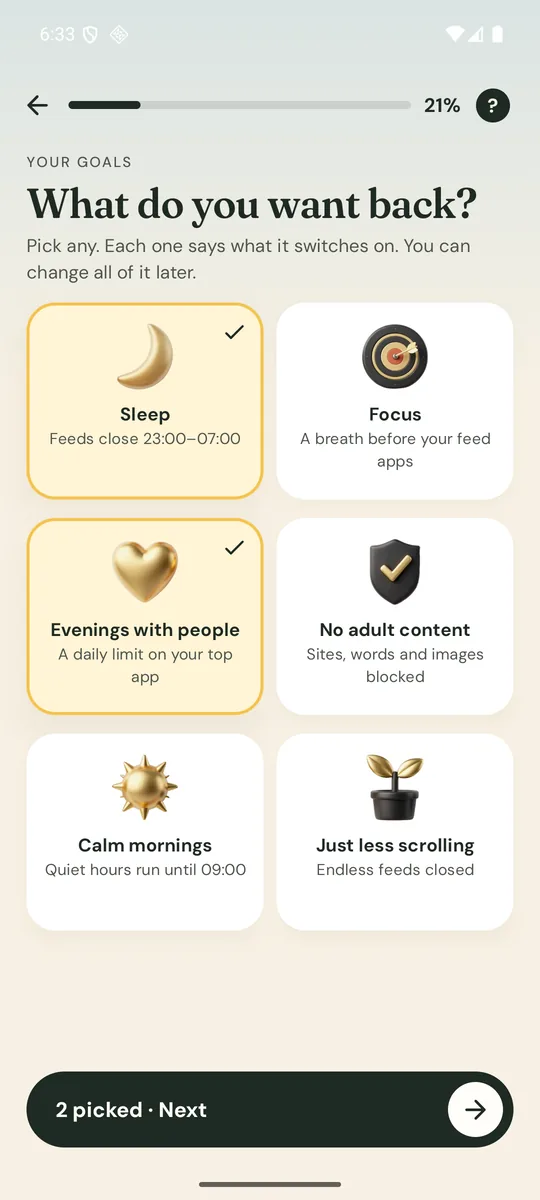 6:33
21%
?
YOUR GOALS
What do you want back?
Pick any. Each one says what it switches on. You can
change all of it later.
Sleep
Feeds close 23:00–07:00
Focus
A breath before your feed
apps
Evenings with people
A daily limit on your top
app
No adult content
Sites, words and images
blocked
Calm mornings
Quiet hours run until 09:00
Just less scrolling
Endless feeds closed
2 picked · Next